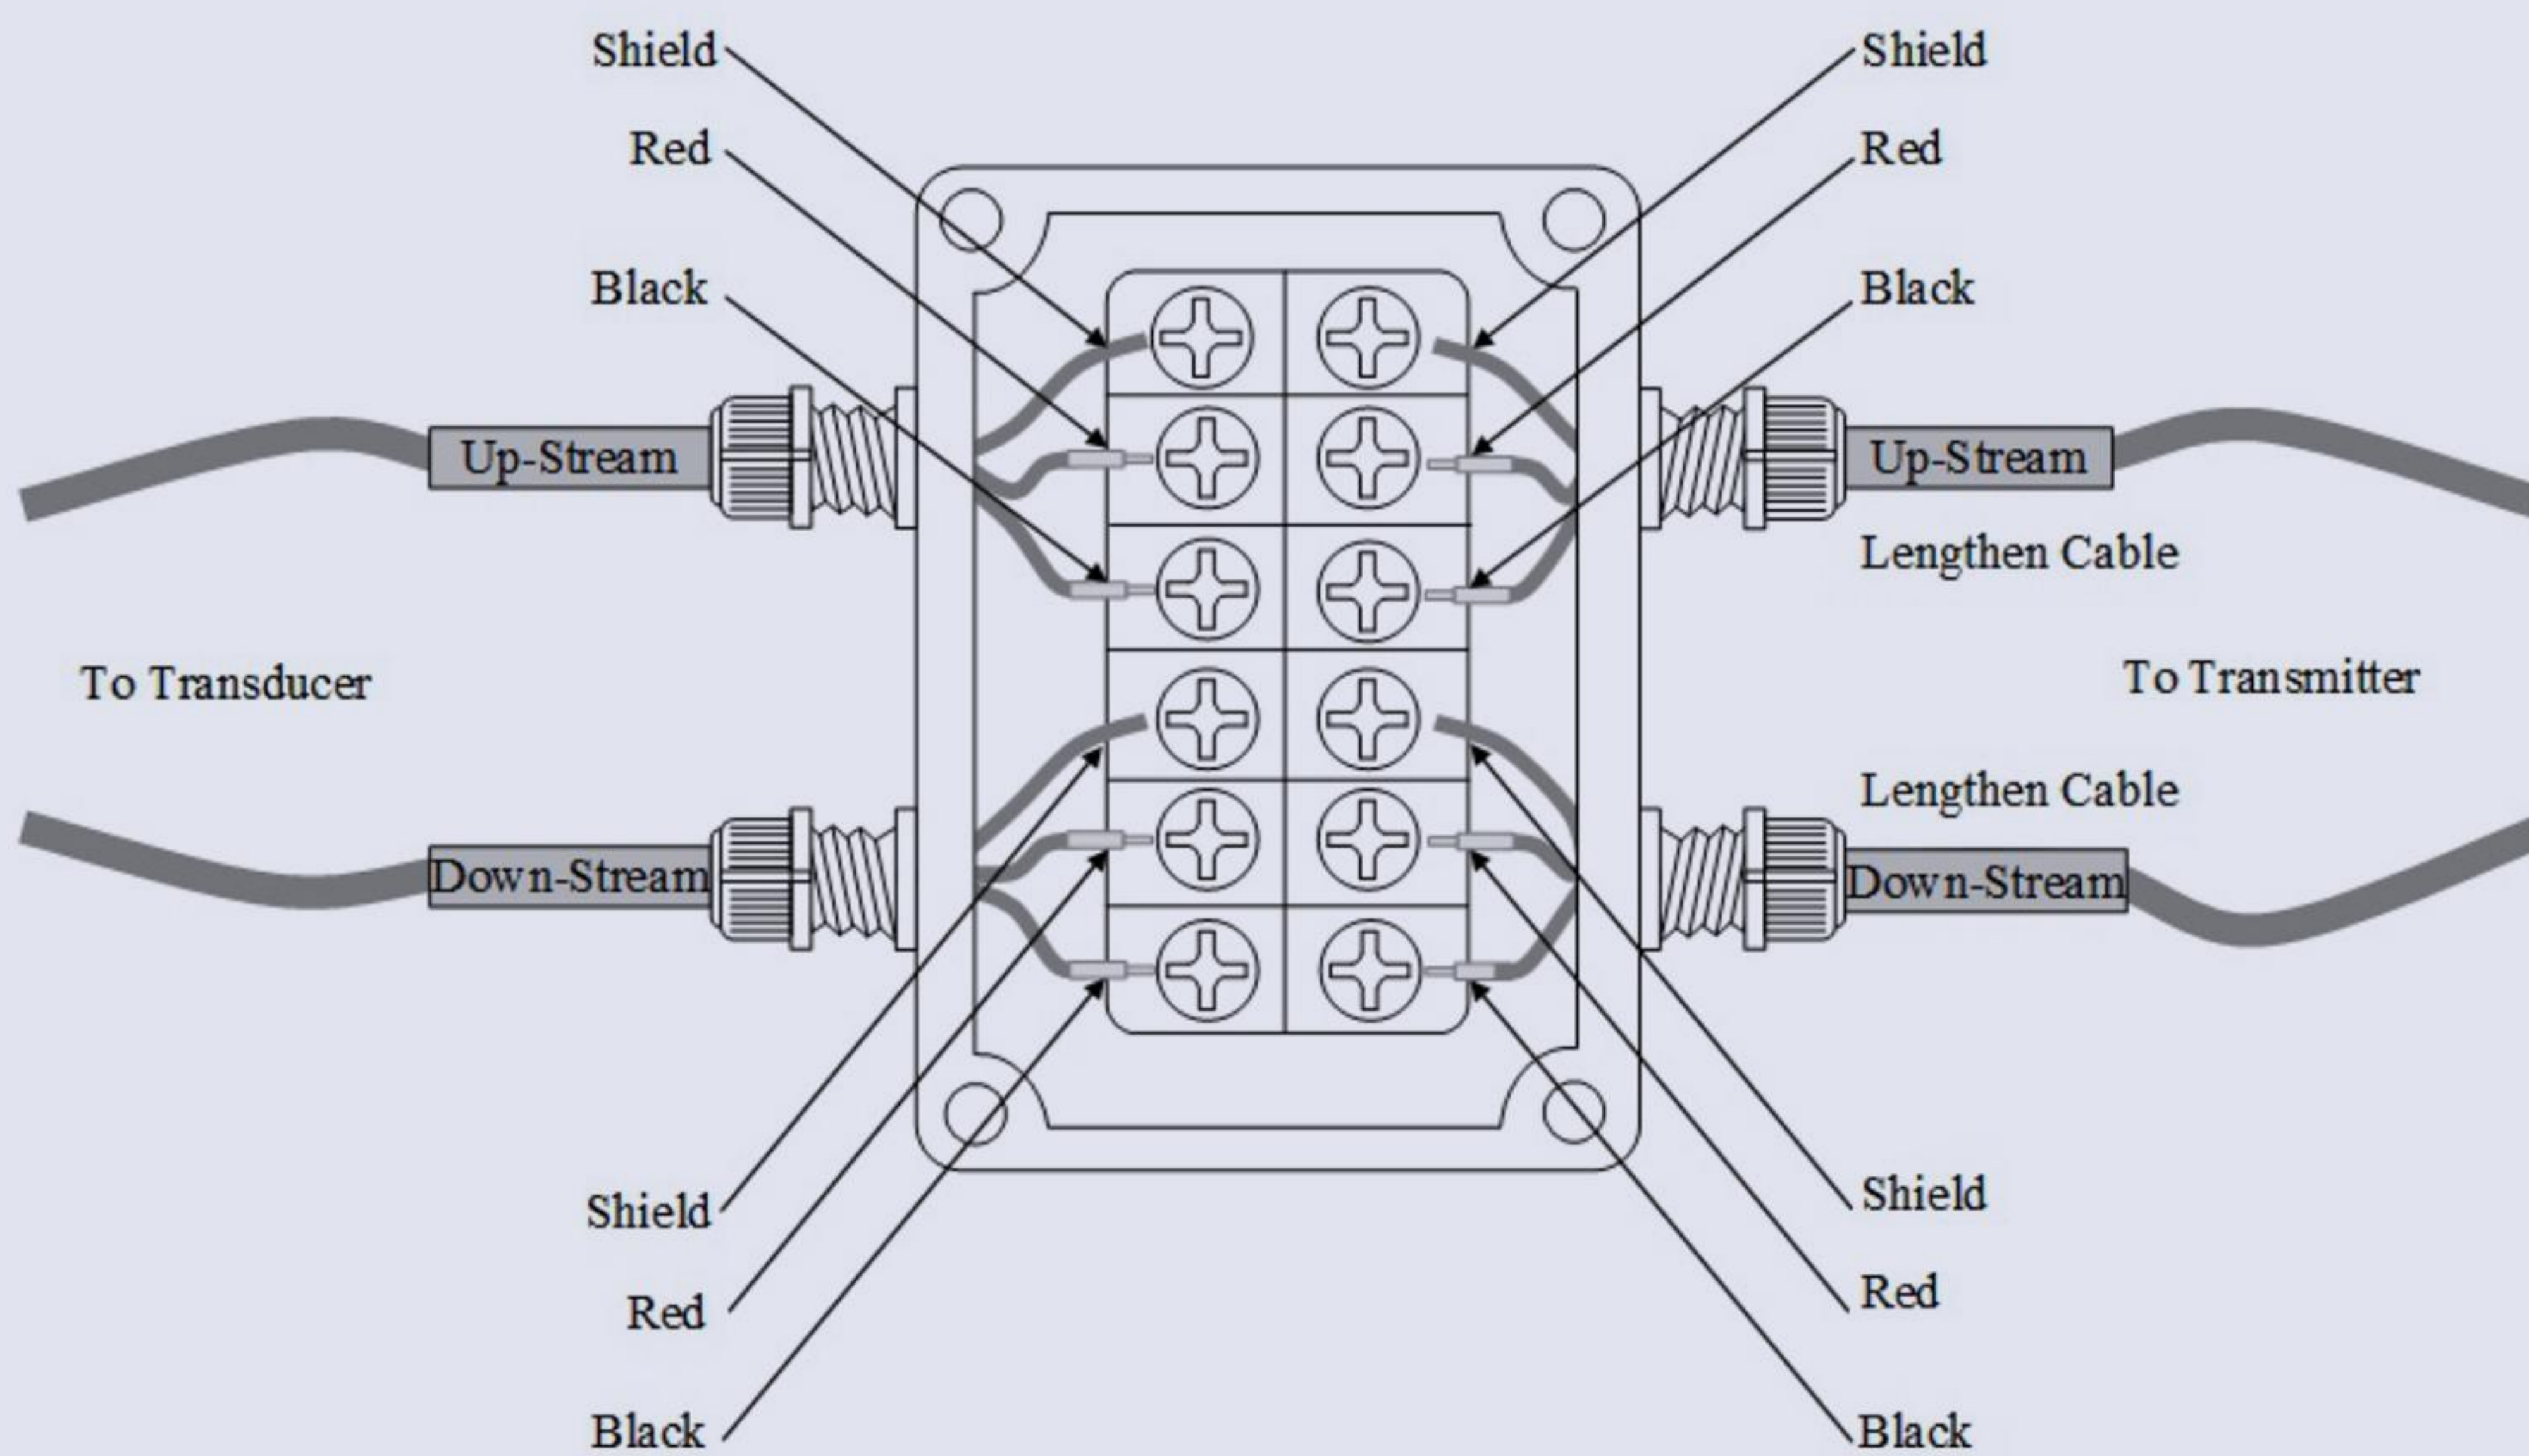 Shield
Shield
Red
Red
Black
Black
Up-Stream
Up-Stream
Lengthen Cable
To Transducer
To Transmitter
Lengthen Cable
Down-Stream
Down-Stream
Shield
Shield
Red
Red
Black
Black